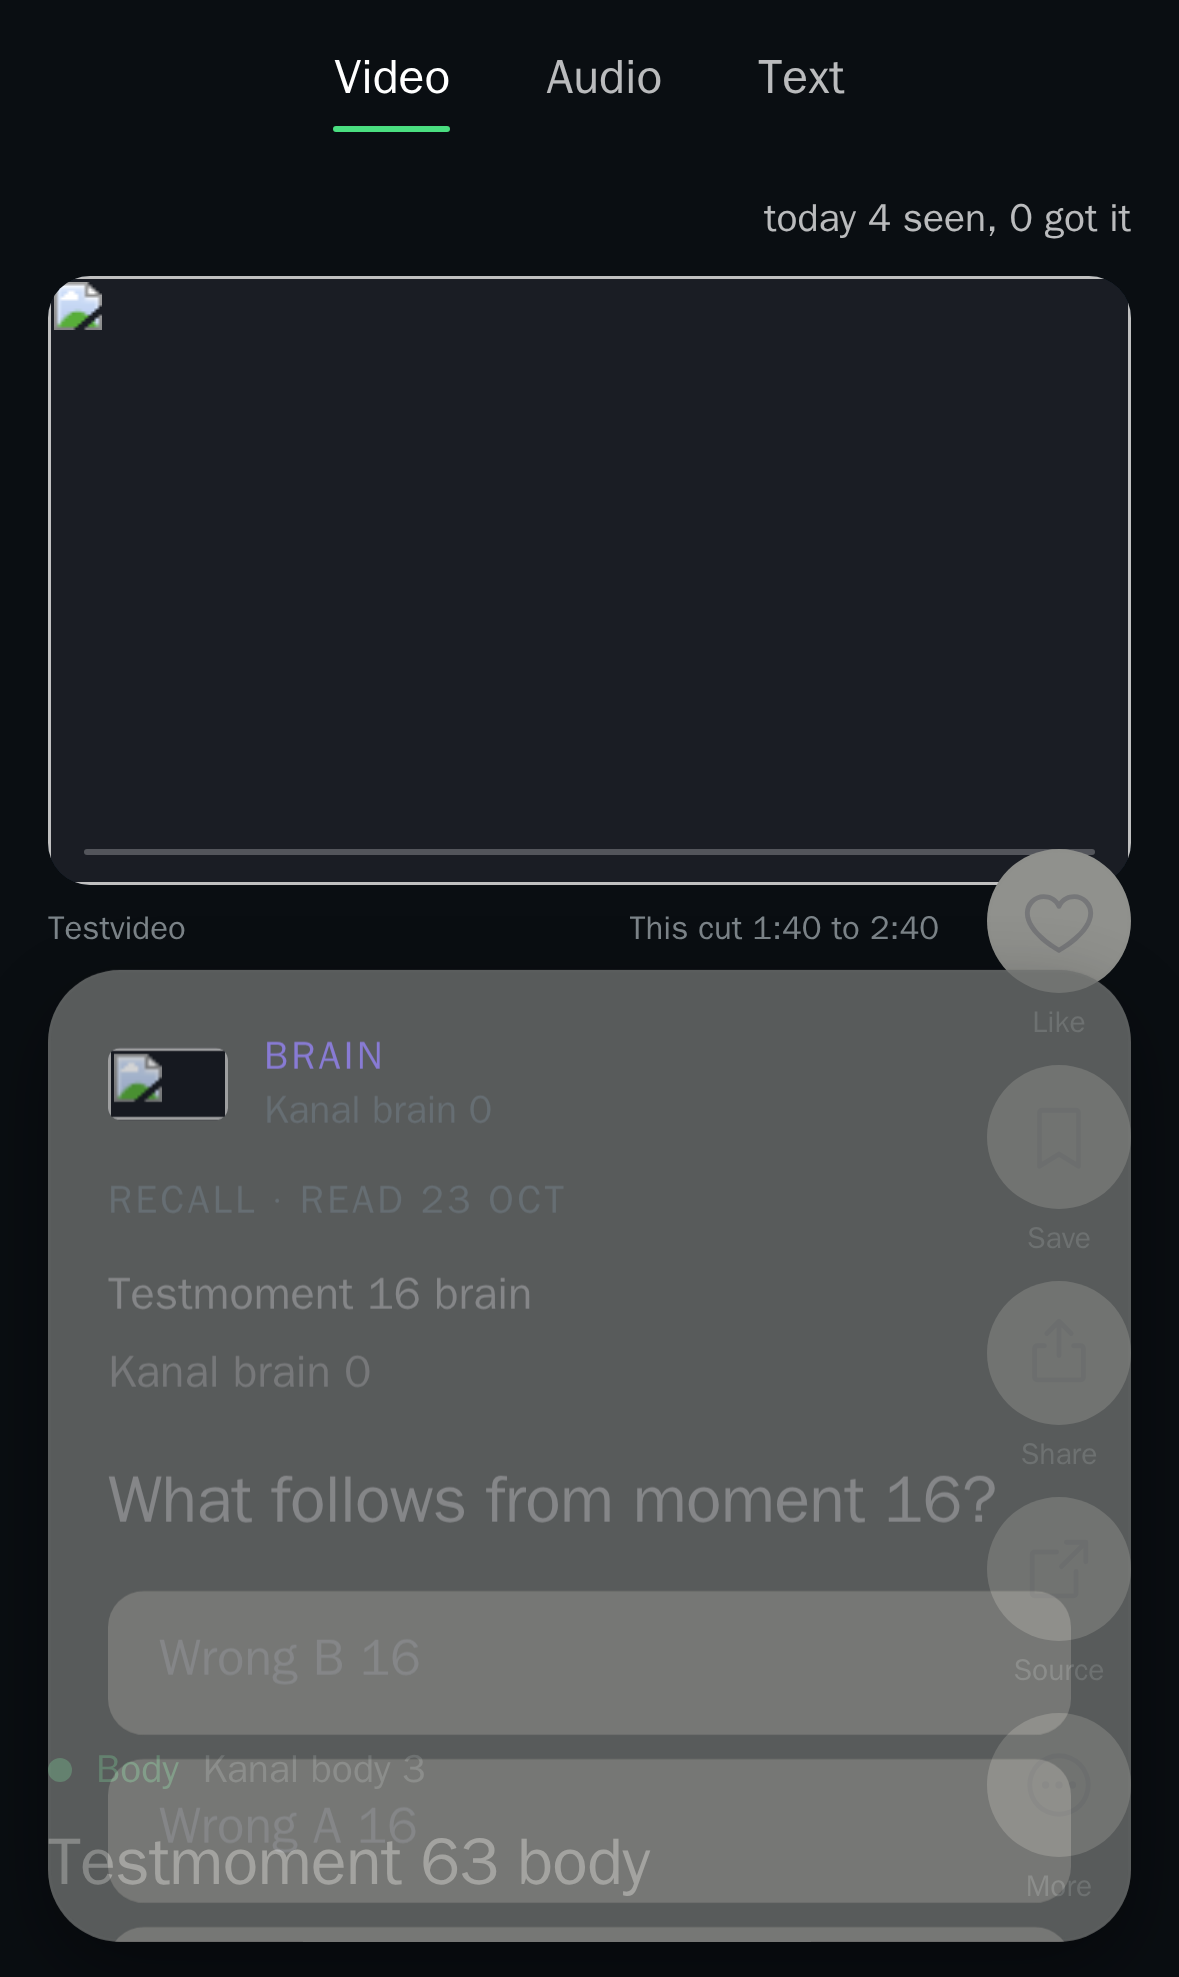 Video Audio Text
today 4 seen, 0 got it
Testvideo This cut 1:40 to 2:40
Like
BRAIN
Kanal brain 0
RECALL · READ 23 OCT
Save
Testmoment 16 brain
Kanal brain 0
Share
What follows from moment 16?
Wrong B 16
Source
Body Kanal body 3
Wrong A 16
Testmoment 63 body
More